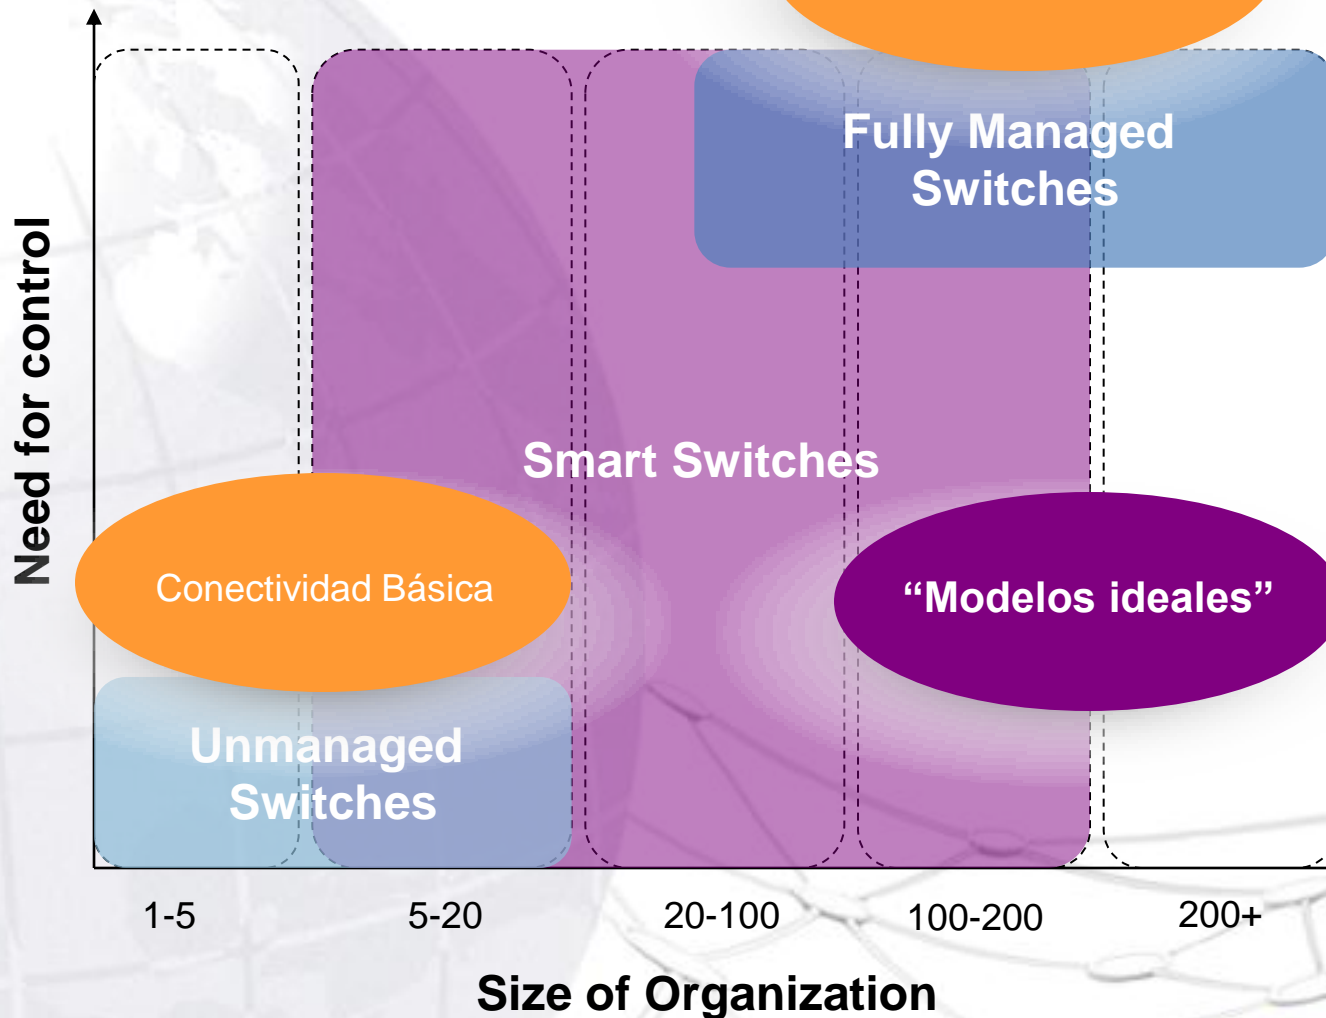 Fully Managed
Switches
Need for control
Smart Switches
Conectividad Básica
“Modelos ideales”
Unmanaged
Switches
1-5
5-20
20-100
100-200
200+
Size of Organization